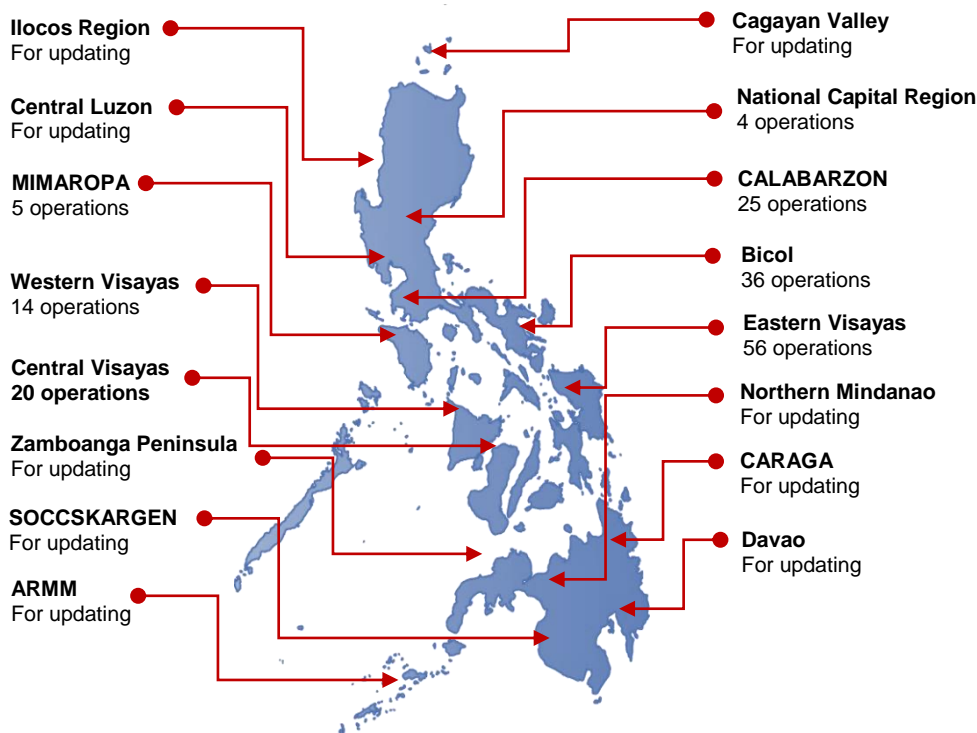 Ilocos Region
For updating
Central Luzon
For updating
MIMAROPA
5 operations
Western Visayas
14 operations
Central Visayas
20 operations
Zamboanga Peninsula
For updating
SOCCSKARGEN
For updating
ARMM
For updating
Cagayan Valley
For updating
National Capital Region
4 operations
CALABARZON
25 operations
Bicol
36 operations
Eastern Visayas
56 operations
Northern Mindanao
For updating
CARAGA
For updating
Davao
For updating